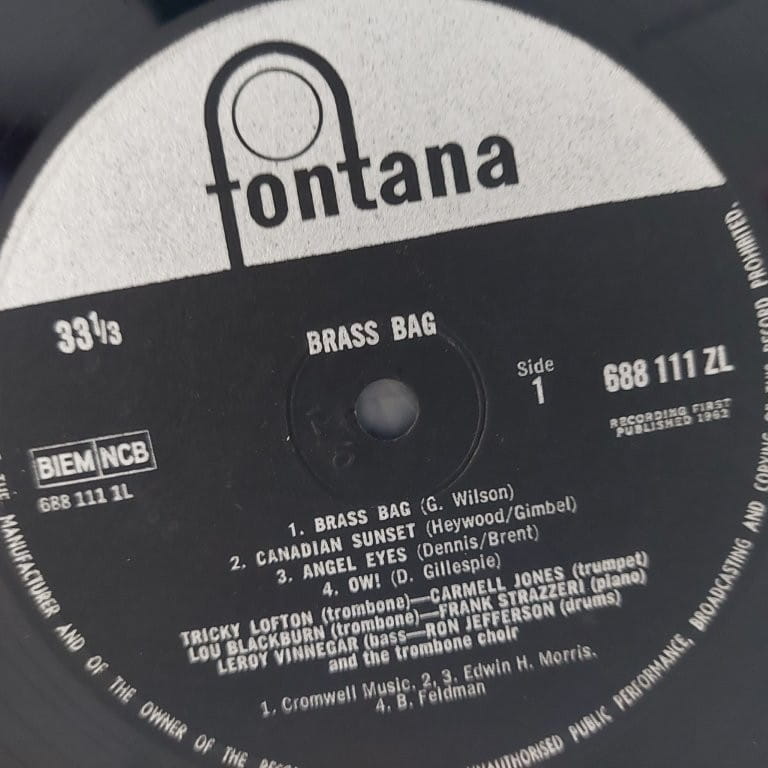 fontana
33⅓
BRASS BAG
Side
1
688 111 ZL
RECORDING FIRST
PUBLISHED 1962
BIEM NCB
688 111 1L
1. BRASS BAG (G. Wilson)
2. CANADIAN SUNSET (Heywood/Gimbel)
3. ANGEL EYES (Dennis/Brent)
4. OW! (D. Gillespie)
TRICKY LOFTON (trombone)—CARMELL JONES (trumpet)
LOU BLACKBURN (trombone)—FRANK STRAZZERI (piano)
LEROY VINNEGAR (bass—RON JEFFERSON (drums)
and the trombone choir
1. Cromwell Music. 2, 3. Edwin H. Morris.
4. B. Feldman
THE MANUFACTURER AND OF THE OWNER OF THE
UNAUTHORISED PUBLIC PERFORMANCE, BROADCASTING AND COPYING OF THIS RECORD PROHIBITED.